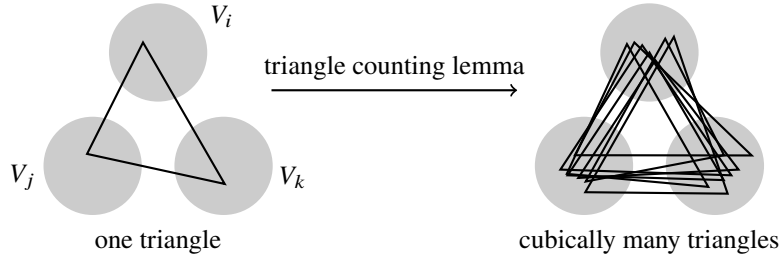 V_i
triangle counting lemma
V_j
V_k
one triangle
cubically many triangles